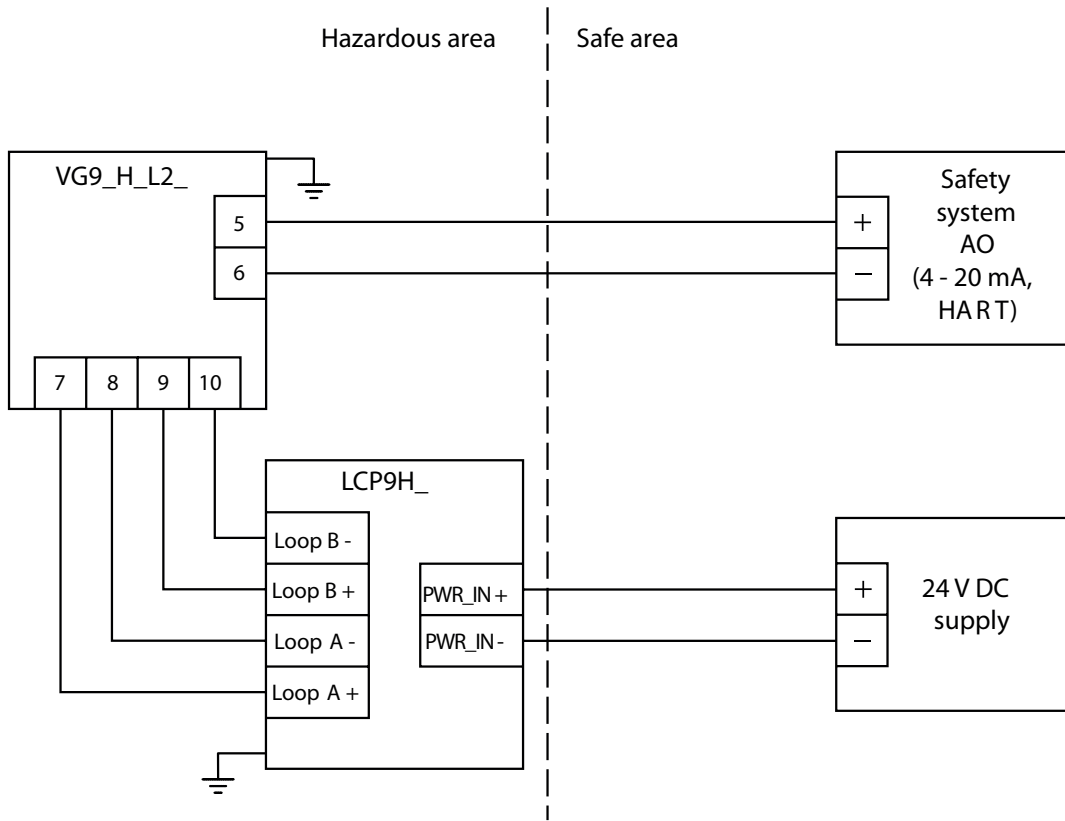 Hazardous area
Safe area
VG9_H_L2_
5
6
7
8
9
10
Safety
system
AO
(4 - 20 mA,
HART)
+
−
LCP9H_
Loop B -
Loop B +
Loop A -
Loop A +
PWR_IN +
PWR_IN -
+
−
24 V DC
supply